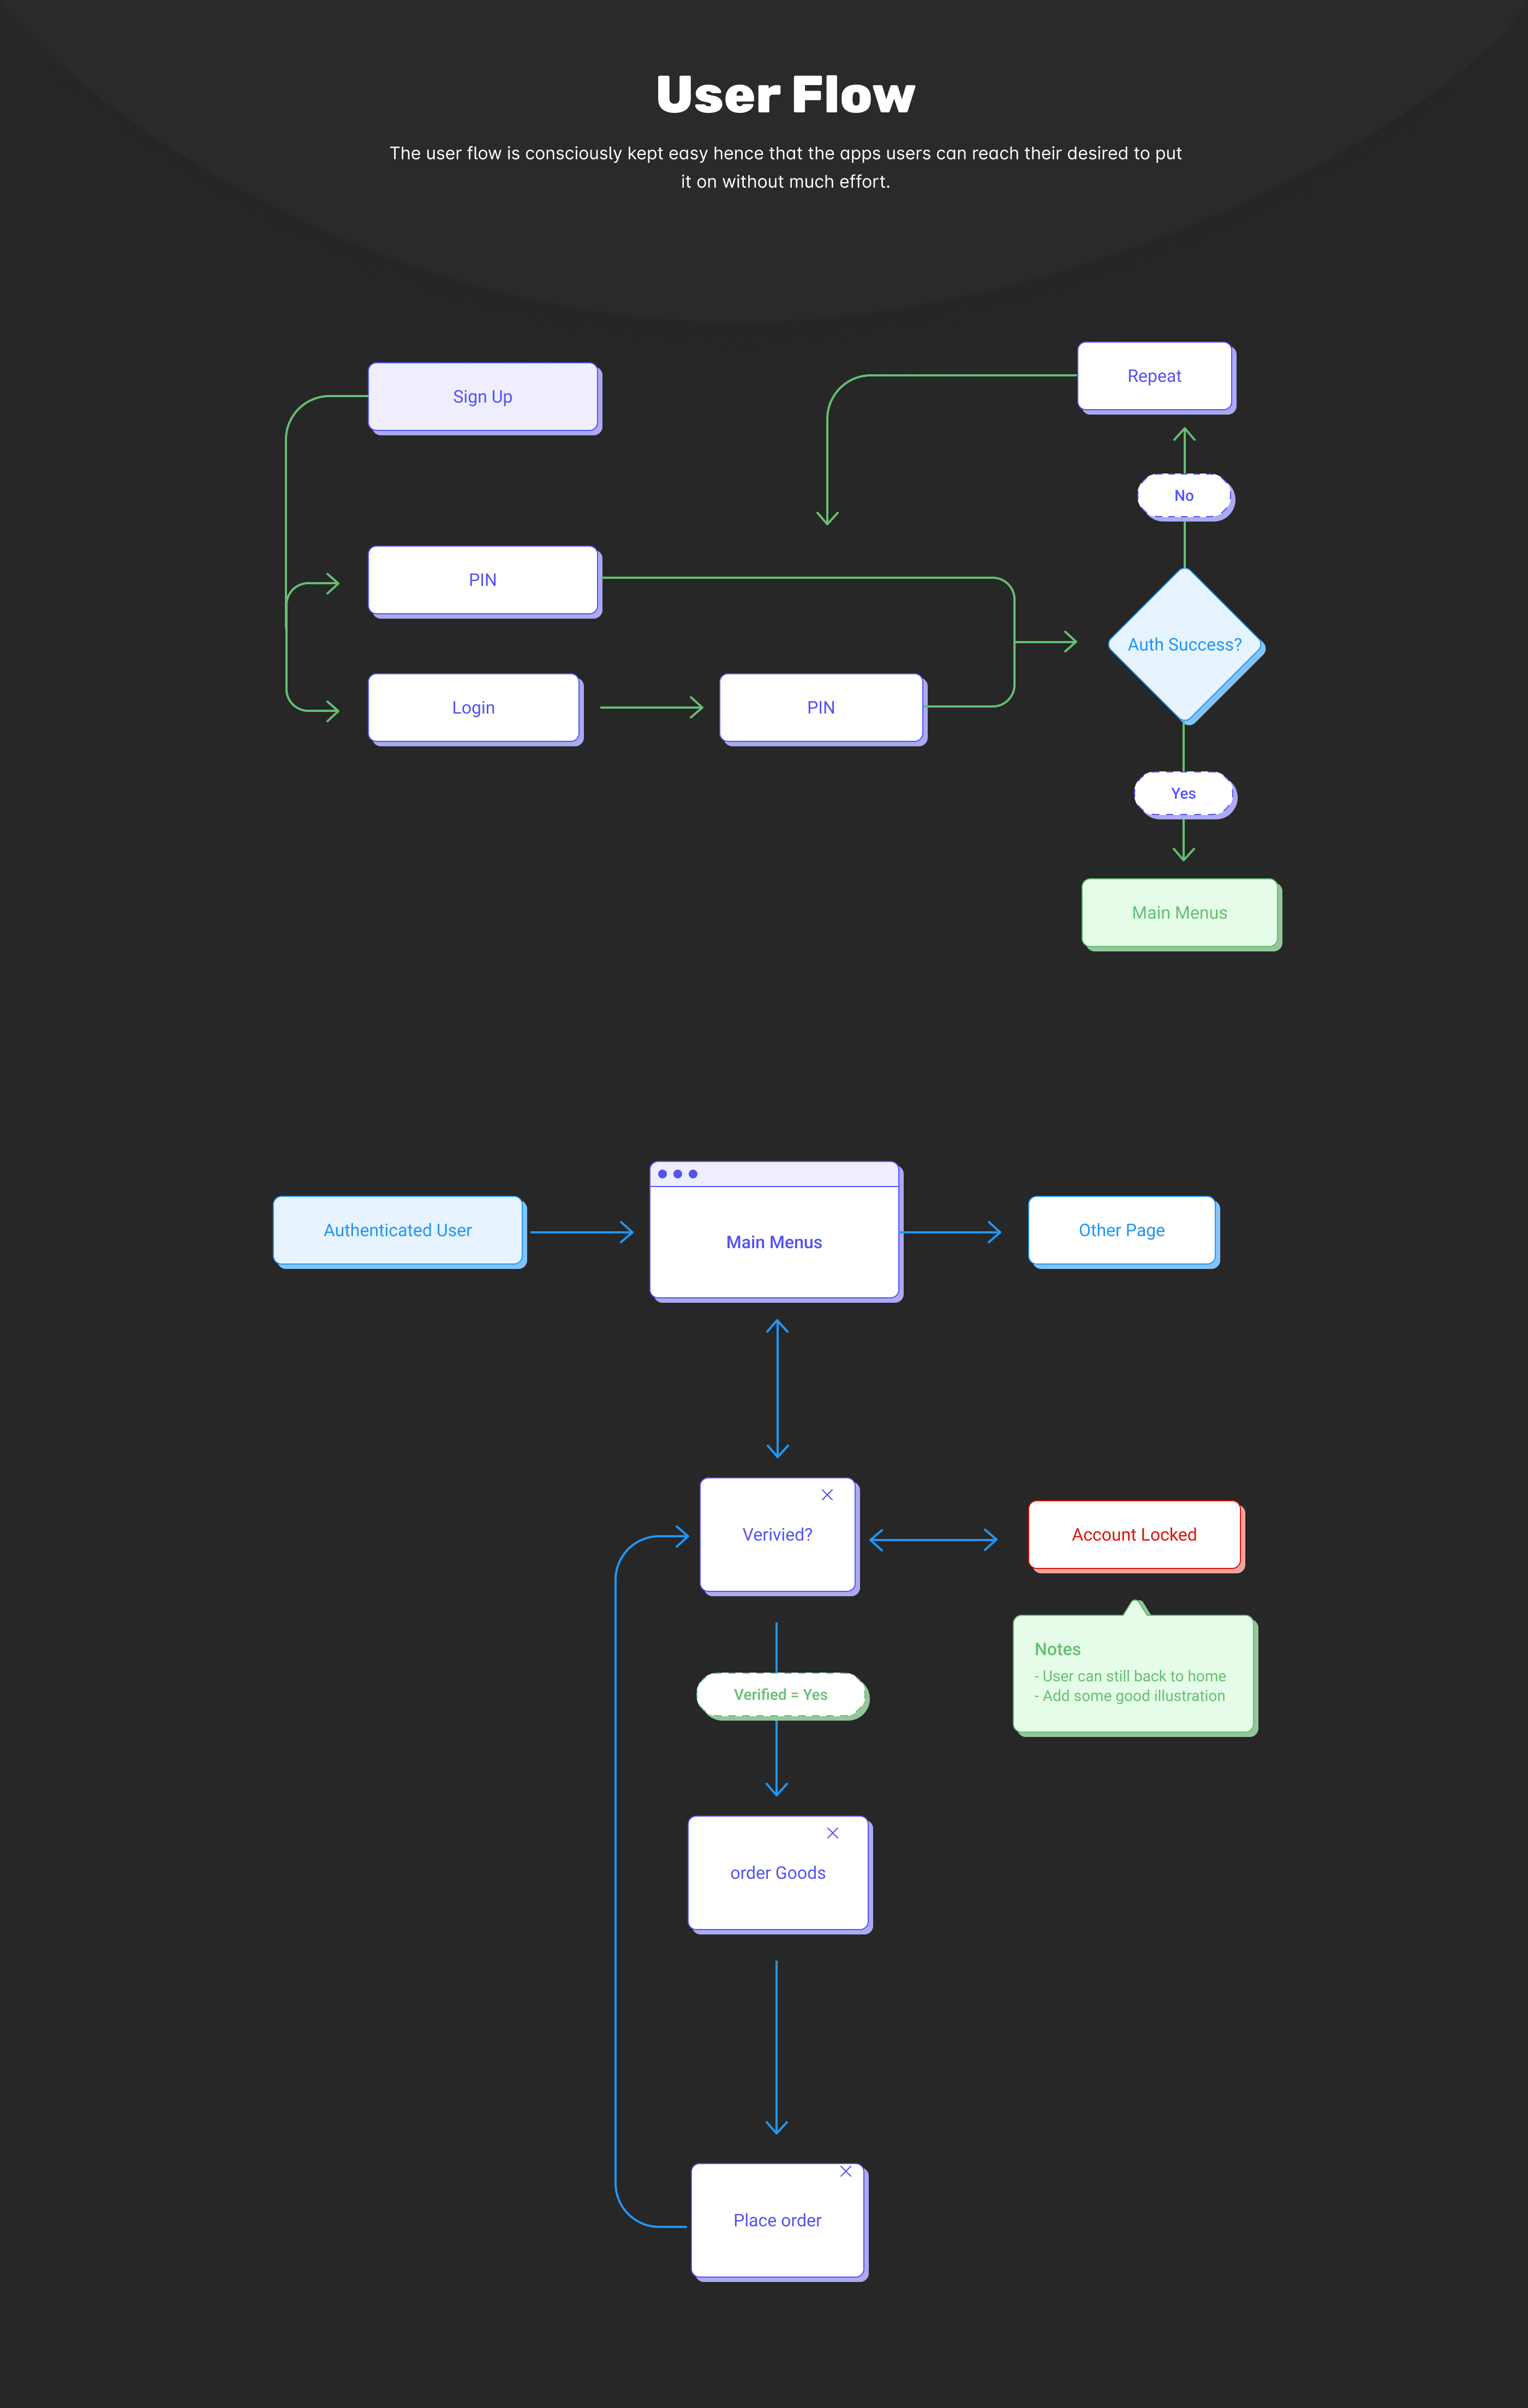 User Flow
The user flow is consciously kept easy hence that the apps users can reach their desired to put
it on without much effort.
Repeat
Sign Up
No
PIN
Auth Success?
Login
PIN
Yes
Main Menus
Authenticated User
Main Menus
Other Page
Verivied?
Account Locked
Notes
- User can still back to home
- Add some good illustration
Verified = Yes
order Goods
Place order